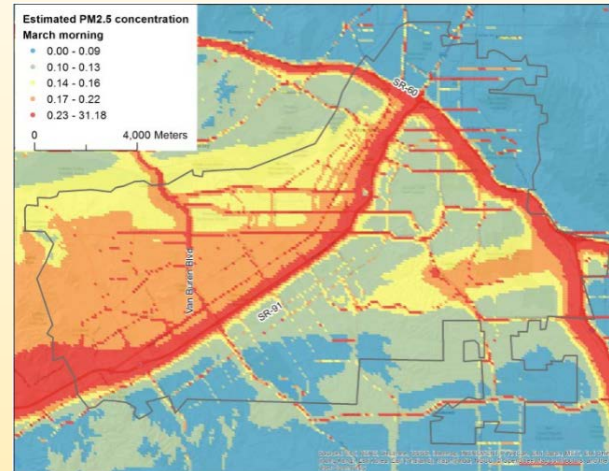 Estimated PM2.5 concentration
March morning
0.00 - 0.09
0.10 - 0.13
0.14 - 0.16
0.17 - 0.22
0.23 - 31.18
0 4,000 Meters
SR-60
Van Buren Blvd
SR-91